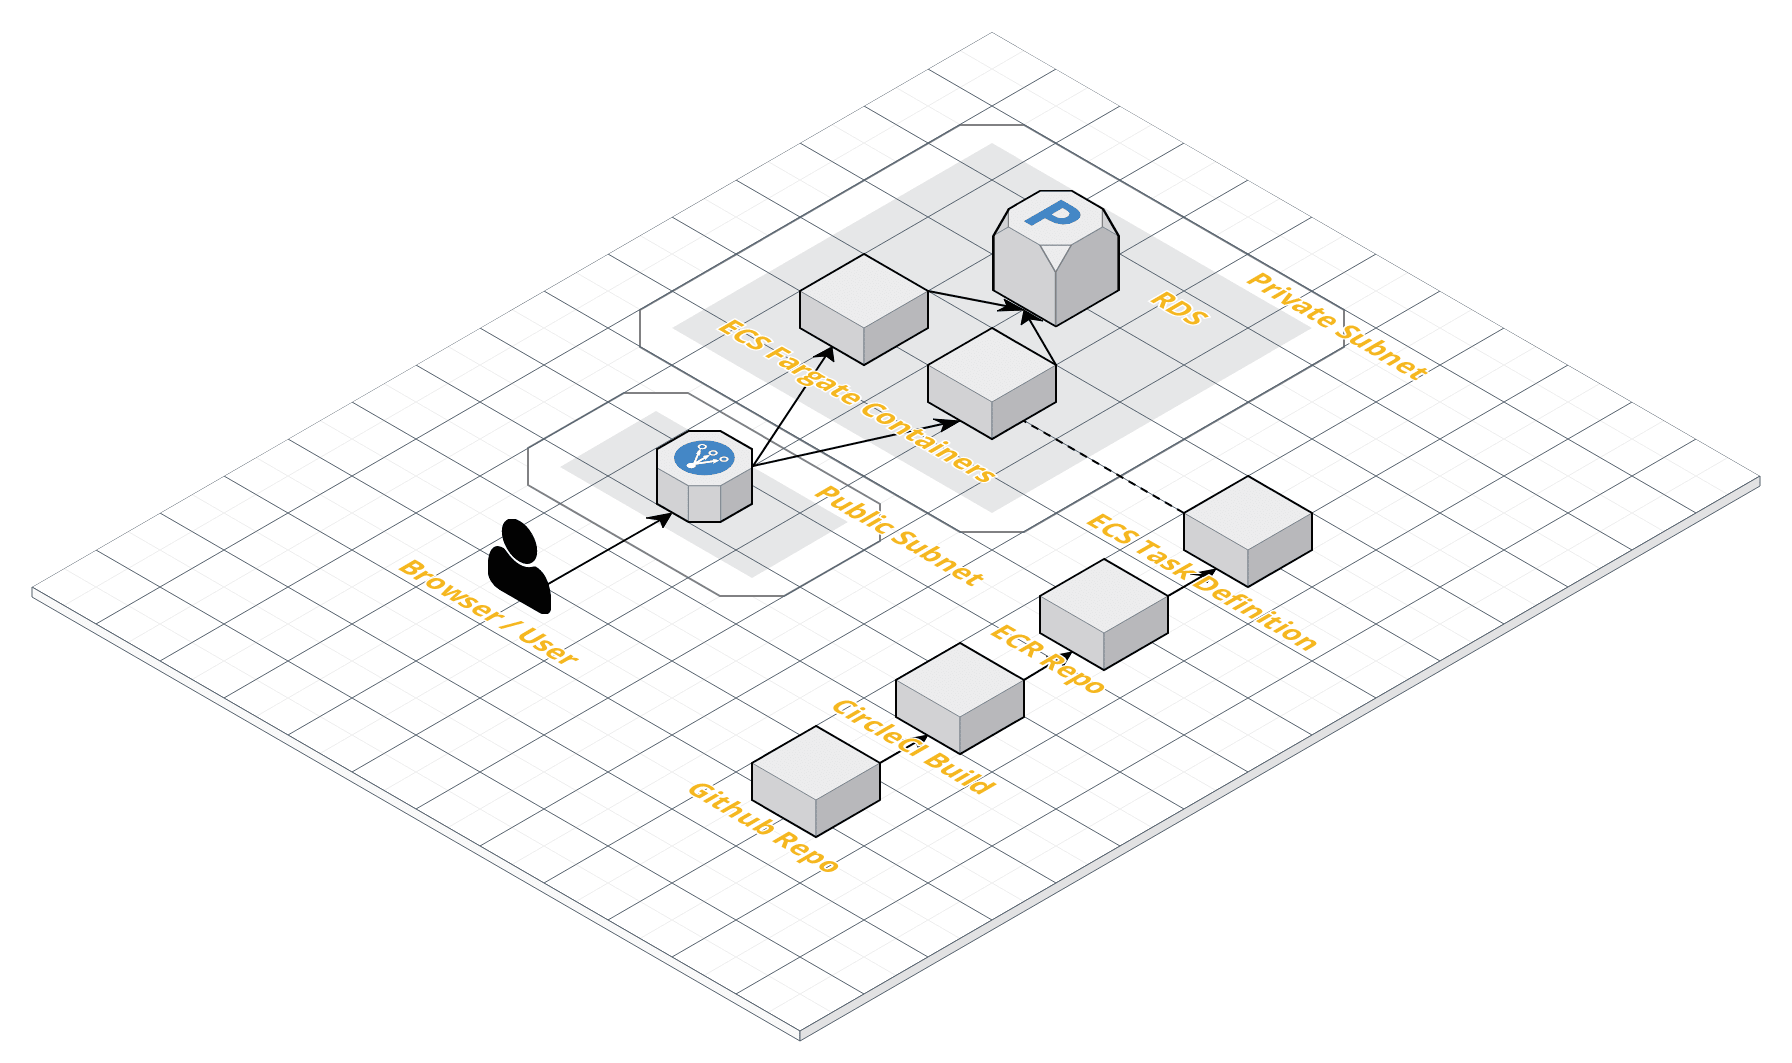 P
RDS
Private Subnet
ECS Fargate Containers
Public Subnet
Browser / User
ECS Task Definition
ECR Repo
CircleCI Build
Github Repo